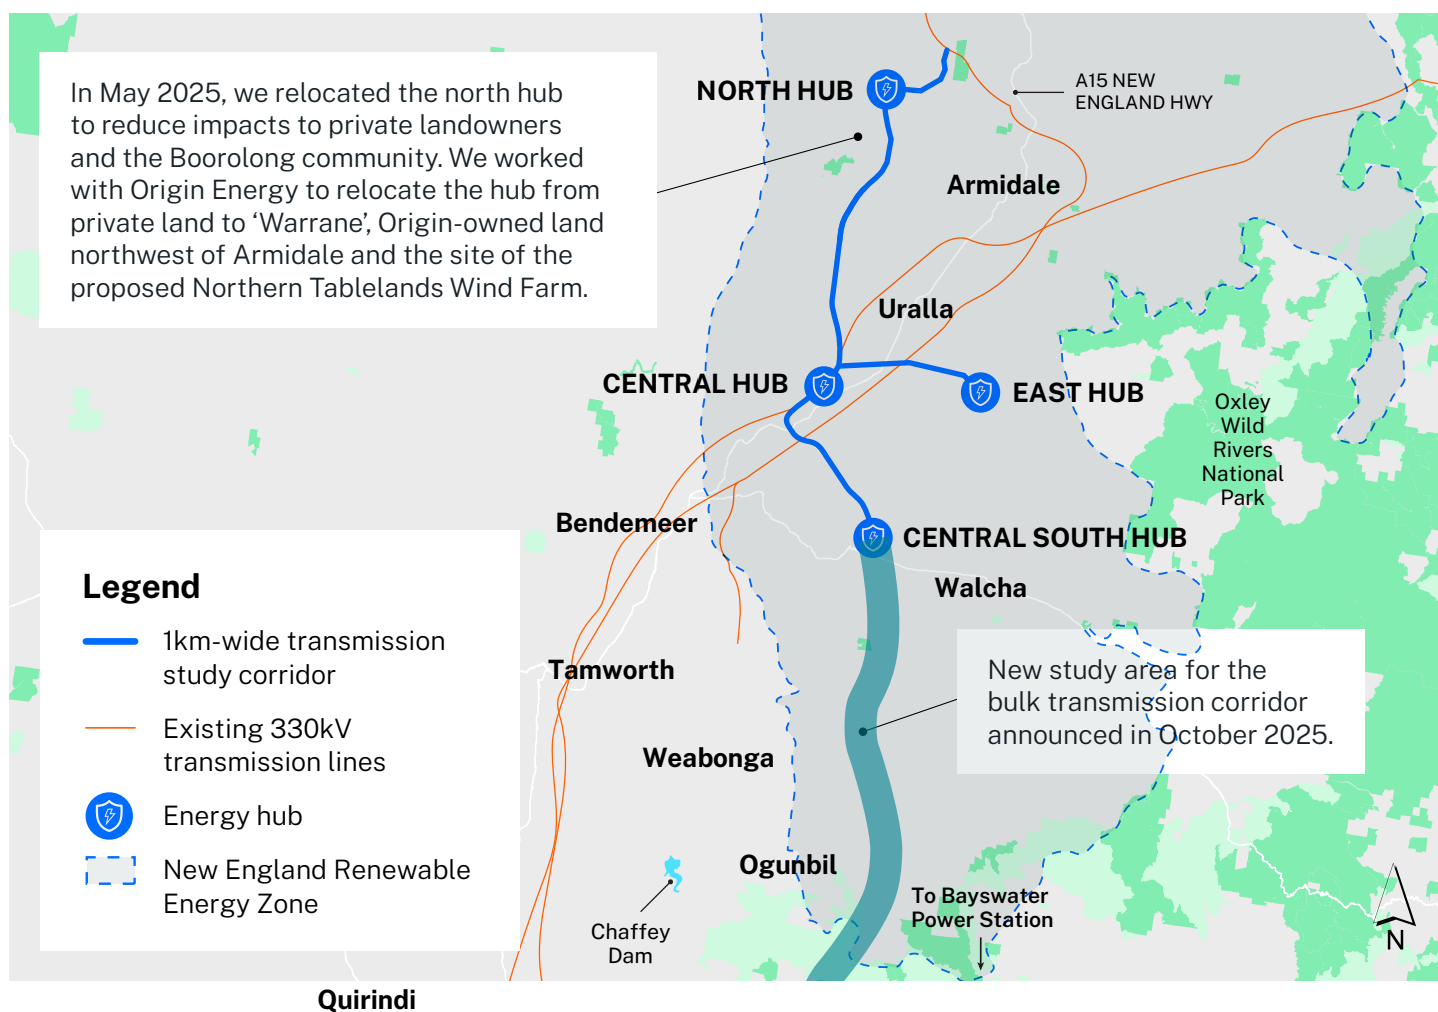 In May 2025, we relocated the north hub
to reduce impacts to private landowners
and the Boorolong community. We worked
with Origin Energy to relocate the hub from
private land to ‘Warrane’, Origin-owned land
northwest of Armidale and the site of the
proposed Northern Tablelands Wind Farm.
NORTH HUB
A15 NEW
ENGLAND HWY
Armidale
Uralla
CENTRAL HUB
EAST HUB
Oxley
Wild
Rivers
National
Park
Bendemeer
CENTRAL SOUTH HUB
Walcha
Legend
1km-wide transmission
study corridor
Existing 330kV
transmission lines
Energy hub
New England Renewable
Energy Zone
Tamworth
New study area for the
bulk transmission corridor
announced in October 2025.
Weabonga
Ogunbil
Chaffey
Dam
To Bayswater
Power Station
N
Quirindi